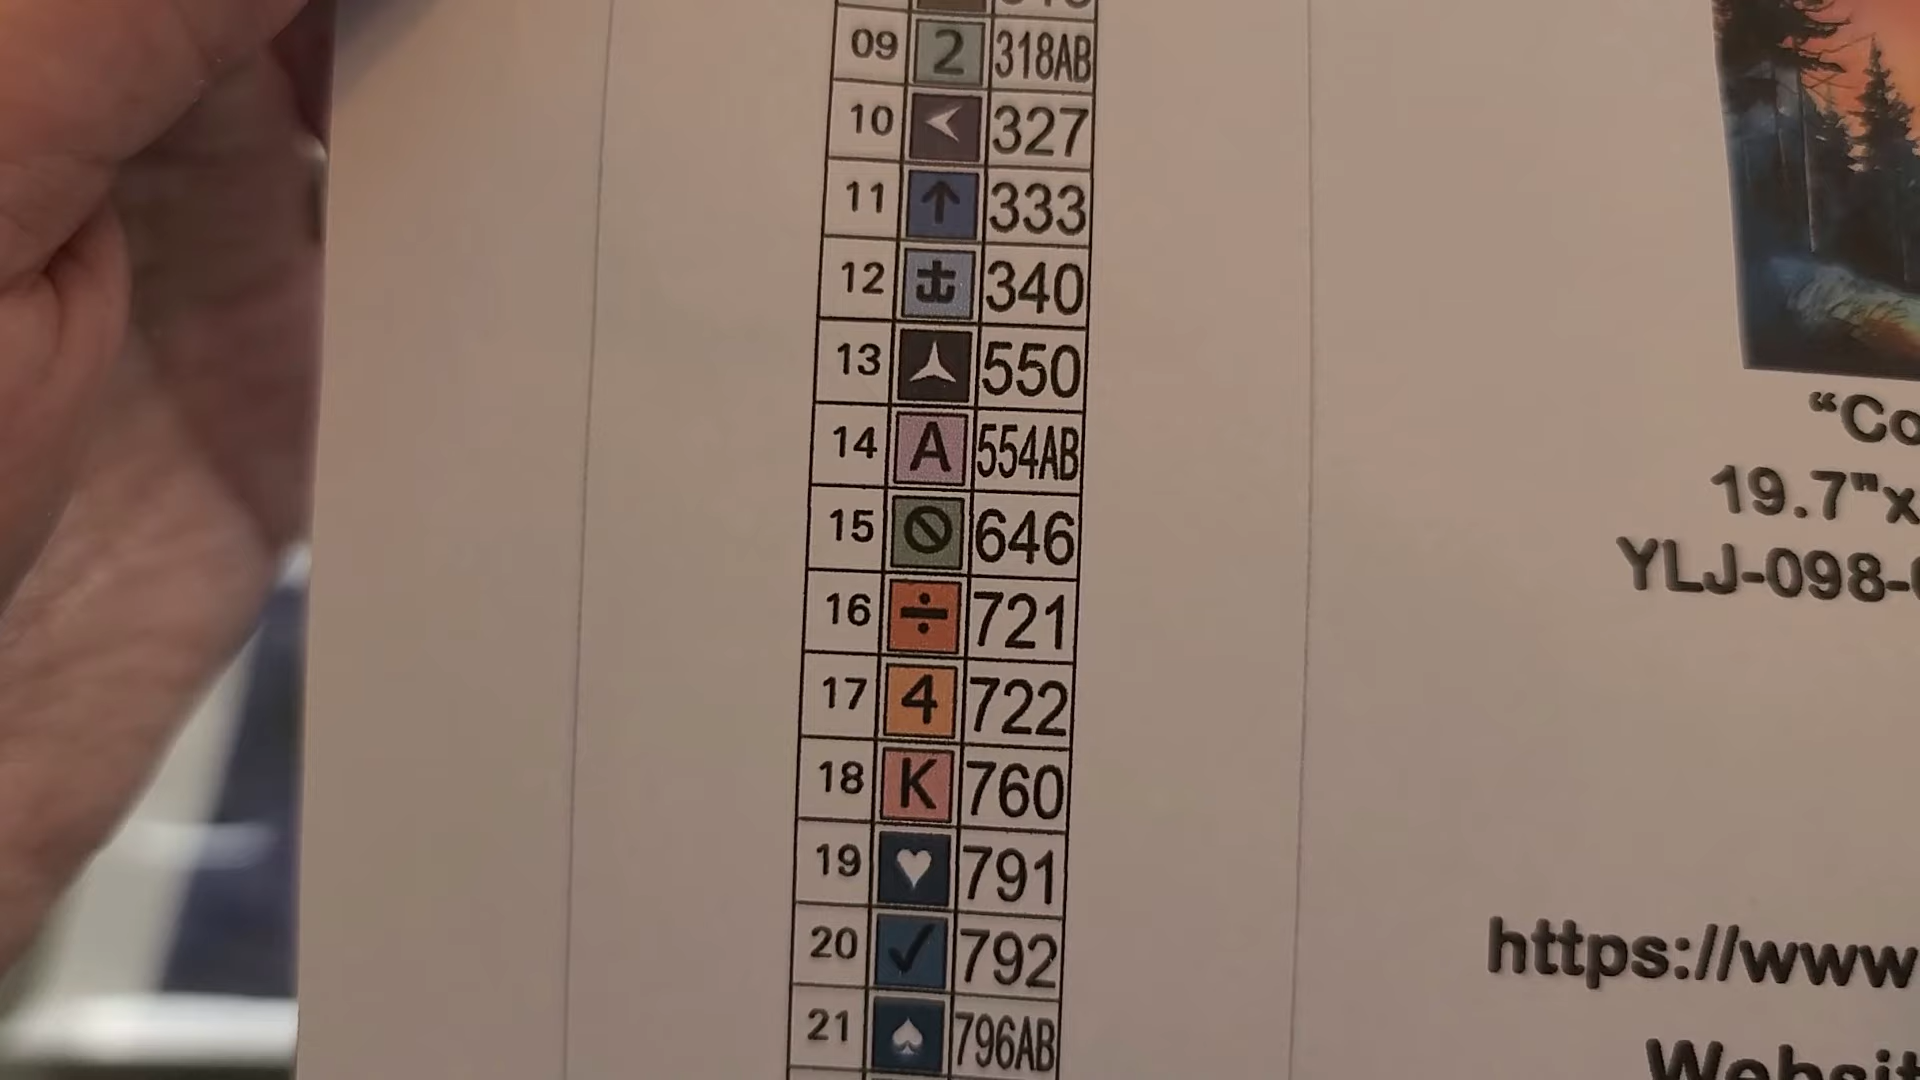 09 2 318AB
10 327
11 ↑ 333
12 340
13 550
14 A 554AB
15 646
16 ÷ 721
17 4 722
18 K 760
19 ♥ 791
20 ✓ 792
21 ♠ 796AB
“Co
19.7"x
YLJ-098-
https://www
Websit